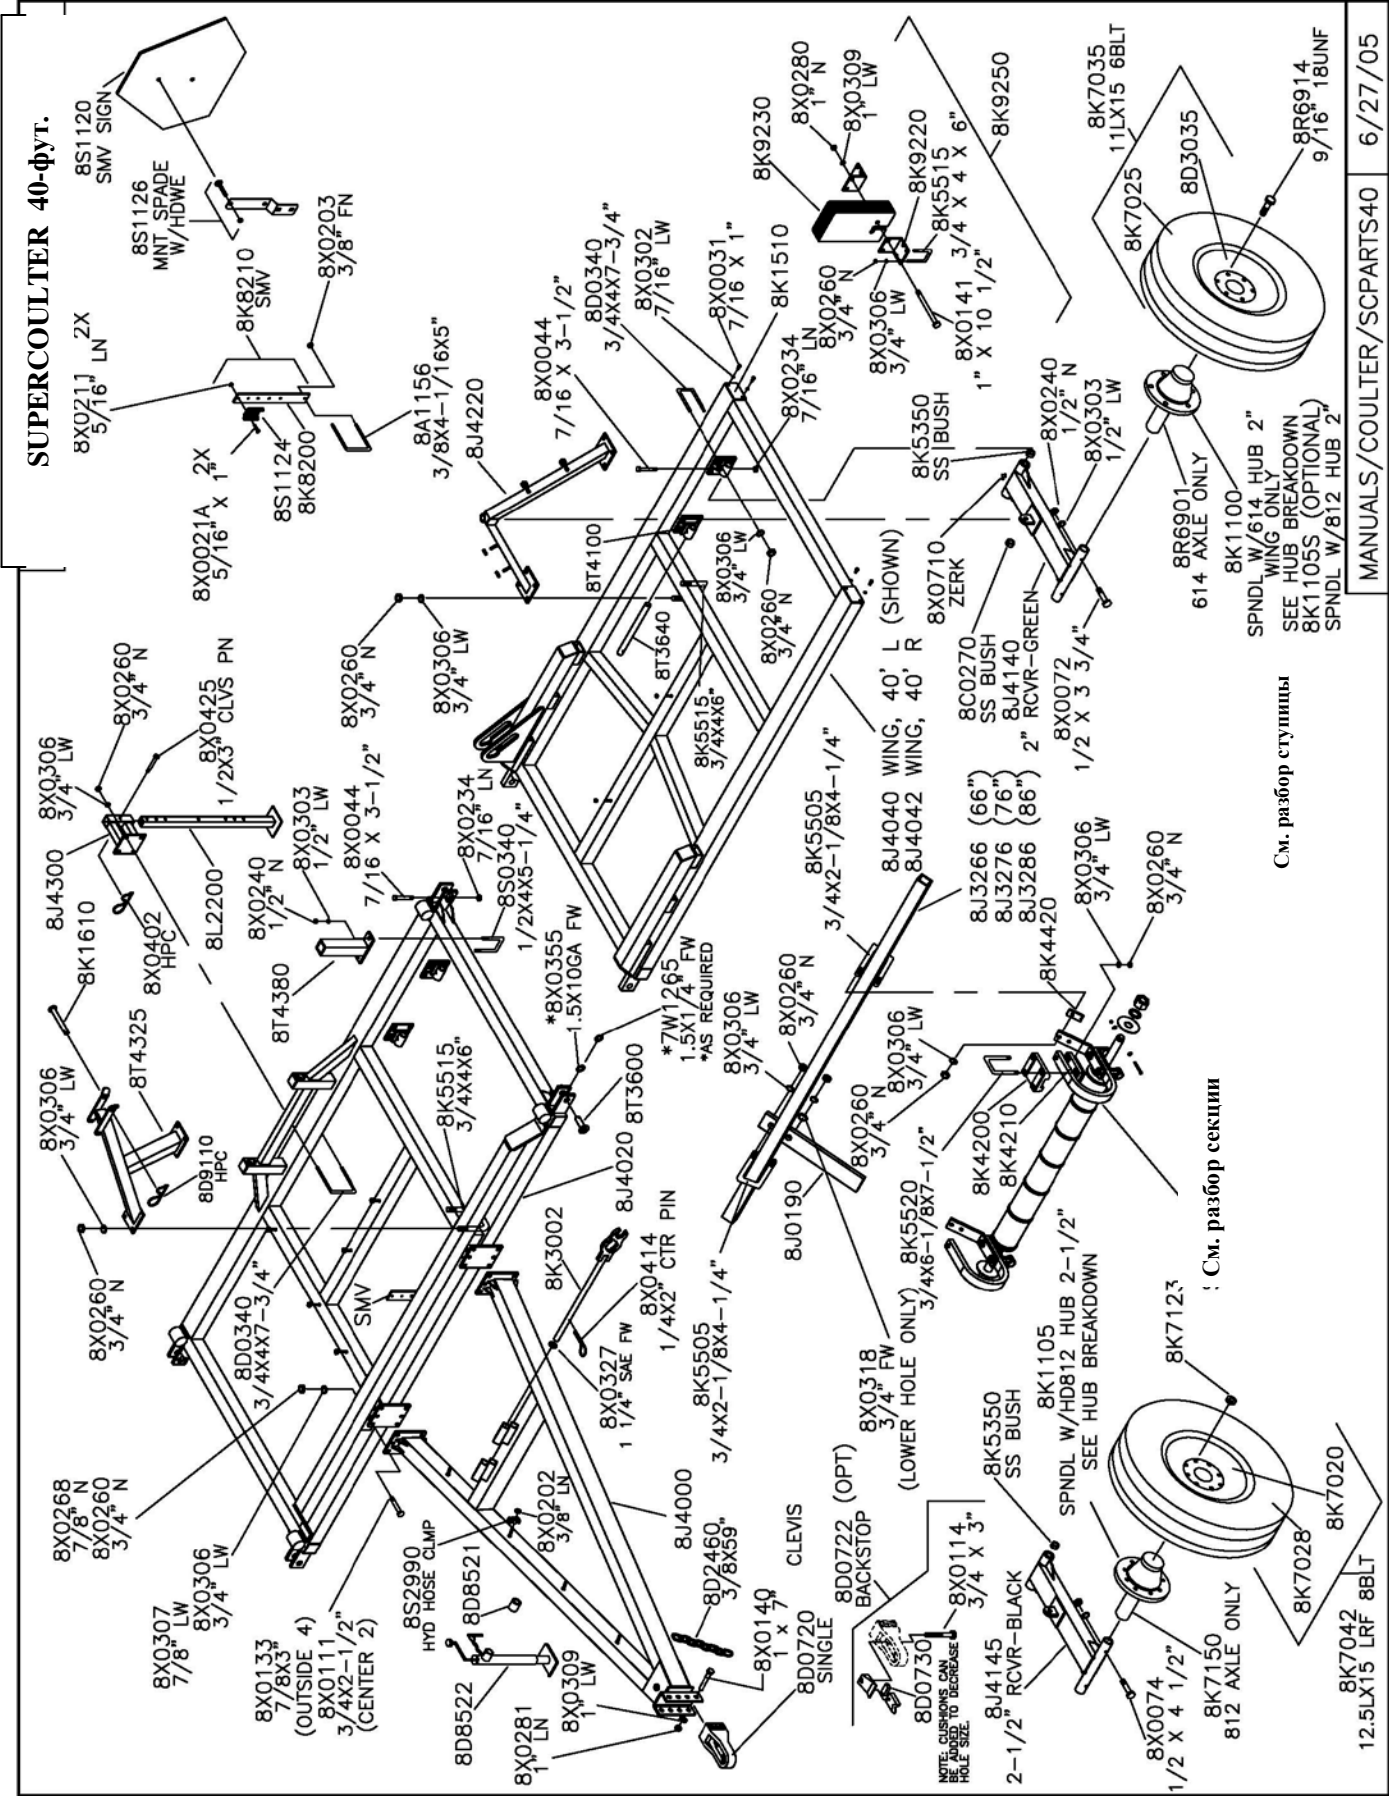 SUPERCOULTER 40-фут.
8S1120
SMV SIGN
8S1126
MNT SPADE
W/HDWE
8X0211 2X
5/16" LN
8K8210
SMV
8X0203
3/8" FN
8X0021A 2X
5/16" X 1"
8S1124
8K8200
8A1156
3/8X4-1/16X5"
8J4220
8X0044
7/16 X 3-1/2"
8D0340
3/4X4X7-3/4"
8X0302
7/16" LW
8X0031
7/16 X 1"
8K1510
8X0234
7/16" LN
8K9230
8X0280
1" N
8X0309
1" LW
8K9220
8K5515
3/4 X 4 X 6"
8K9250
8X0260
3/4" N
8X0306
3/4" LW
8X0141
1" X 10 1/2"
8X0306
3/4" LW
8X0260
3/4" N
8X0425
1/2X3" CLVS PN
8J4300
8K1610
8X0402
HPC
8L2200
8X0260
3/4" N
8X0306
3/4" LW
8T4100
8T3640
8K5515
3/4X4X6"
8X0306
3/4" LW
8X0260
3/4" N
8J4040 WING, 40' L (SHOWN)
8J4042 WING, 40' R
8X0306
3/4" LW
8T4325
8D9110
HPC
8X0240
1/2" N
8X0303
1/2" LW
8T4380
8X0044
7/16 X 3-1/2"
8X0234
7/16" LN
8S0340
1/2X4X5-1/4"
*8X0355
1.5X10GA FW
*7W1265
1.5X1/4" FW
*AS REQUIRED
8K5515
3/4X4X6"
8T3600
8J4020
8X0260
3/4" N
8D0340
3/4X4X7-3/4"
SMV
8K3002
8X0414
1/4X2" CTR PIN
8X0327
1 1/4" SAE FW
8X0268
7/8" N
8X0260
3/4" N
8X0307
7/8" LW
8X0306
3/4" LW
8X0133
7/8X3"
(OUTSIDE 4)
8X0111
3/4X2-1/2"
(CENTER 2)
8S2990
HYD HOSE CLMP
8X0202
3/8" LN
8D8521
8D8522
8X0281
1" LN
8X0309
1" LW
8J4000
8D2460
3/8X59"
8X0140
1 x 7"
8D0720
SINGLE CLEVIS
8D0722 (OPT)
BACKSTOP
8D0730
NOTE: CUSHIONS CAN
BE ADDED TO DECREASE
HOLE SIZE.
8X0114
3/4 X 3"
8K5505
3/4X2-1/8X4-1/4"
8J3266 (66")
8J3276 (76")
8J3286 (86")
8X0306
3/4" LW
8X0260
3/4" N
8J0190
8K5505
3/4X2-1/8X4-1/4"
8X0318
3/4" FW
(LOWER HOLE ONLY)
8X0260
3/4" N
8X0306
3/4" LW
8K4420
8X0306
3/4" LW
8X0260
3/4" N
8K5520
3/4X6-1/8X7-1/2"
8K4200
8K4210
См. разбор секции
8K5350
SS BUSH
8X0710
ZERK
8C0270
SS BUSH
8J4140
2" RCVR-GREEN
8X0072
1/2 X 3 3/4"
8X0240
1/2" N
8X0303
1/2" LW
8R6901
614 AXLE ONLY
8K1100
SPNDL W/614 HUB 2"
WING ONLY
SEE HUB BREAKDOWN
8K1105S (OPTIONAL)
SPNDL W/812 HUB 2"
См. разбор ступицы
8K7025
8K7035
11LX15 6BLT
8D3035
8R6914
9/16" 18UNF
8K5350
SS BUSH
8K1105
SPNDL W/HD812 HUB 2-1/2"
SEE HUB BREAKDOWN
8J4145
2-1/2" RCVR-BLACK
8X0074
1/2 X 4 1/2"
8K7150
812 AXLE ONLY
8K7123
8K7028
8K7020
8K7042
12.5LX15 LRF 8BLT
MANUALS/COULTER/SCPARTS40
6/27/05